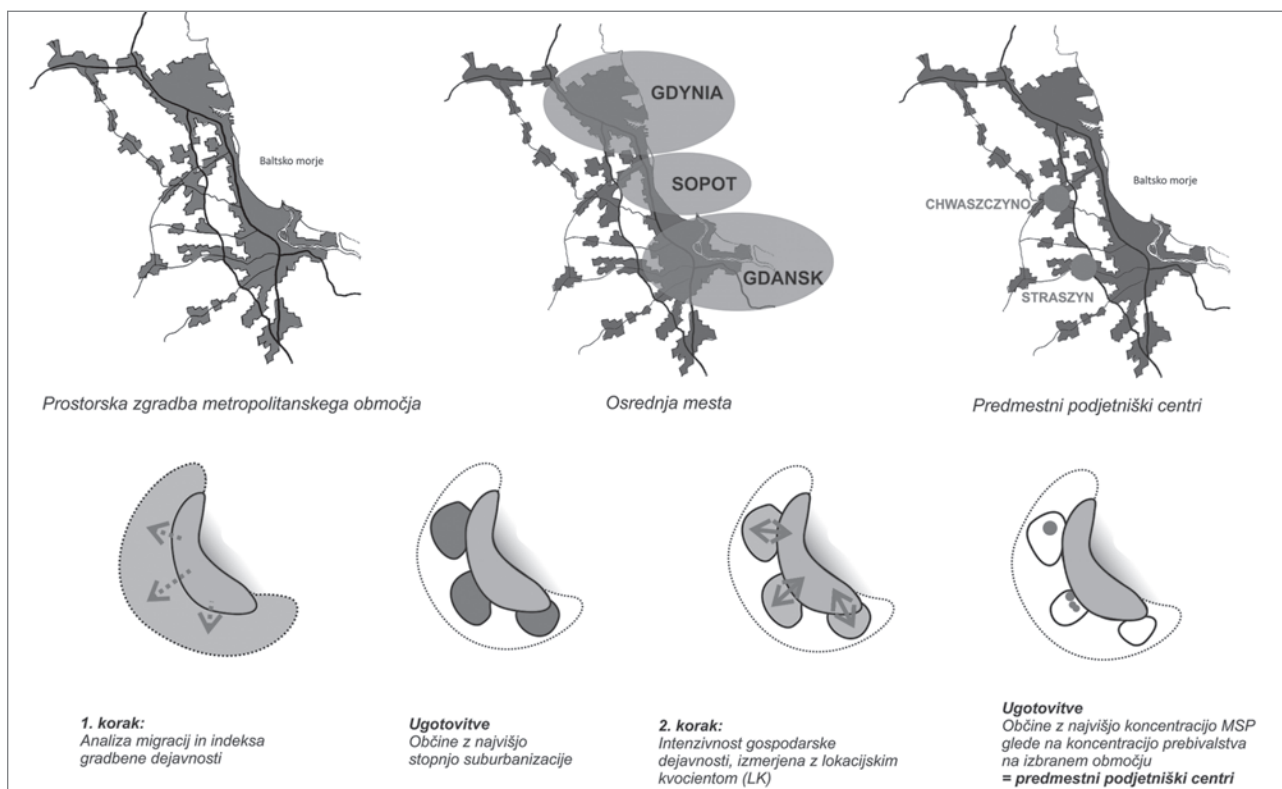 Baltsko morje
GDYNIA
SOPOT
GDANSK
Baltsko morje
CHWASZCZYNO
STRASZYN
Prostorska zgradba metropolitanskega območja
Osrednja mesta
Predmestni podjetniški centri
1. korak:
Analiza migracij in indeksa
gradbene dejavnosti
Ugotovitve
Občine z najvišjo
stopnjo suburbanizacije
2. korak:
Intenzivnost gospodarske
dejavnosti, izmerjena z lokacijskim
kvocientom (LK)
Ugotovitve
Občine z najvišjo koncentracijo MSP
glede na koncentracijo prebivalstva
na izbranem območju
= predmestni podjetniški centri